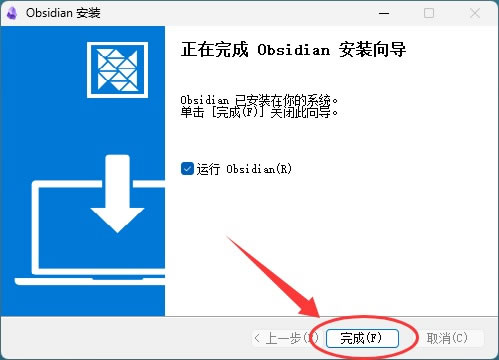 Obsidian 安装
正在完成 Obsidian 安装向导
Obsidian 已安装在你的系统。
单击 [完成(F)] 关闭此向导。
运行 Obsidian(R)
< 上一步 完成(F) 取消(C)